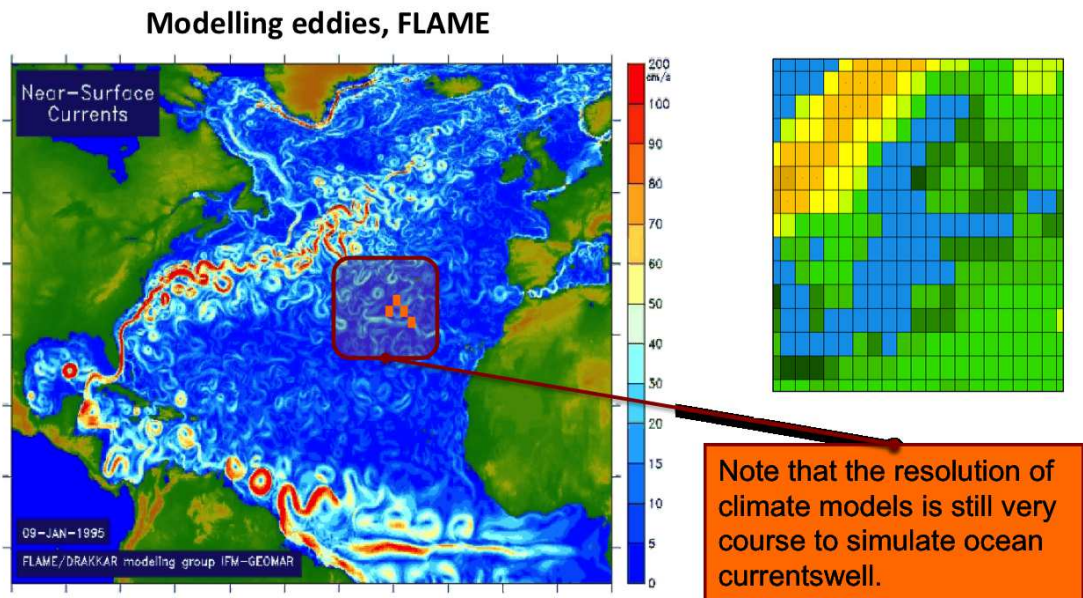 Modelling eddies, FLAME
Near-Surface
Currents
200
cm/s
100
90
80
70
60
50
40
30
20
15
10
5
0
09-JAN-1995
FLAME/DRAKKAR modeling group IFM-GEOMAR
Note that the resolution of
climate models is still very
course to simulate ocean
currentswell.